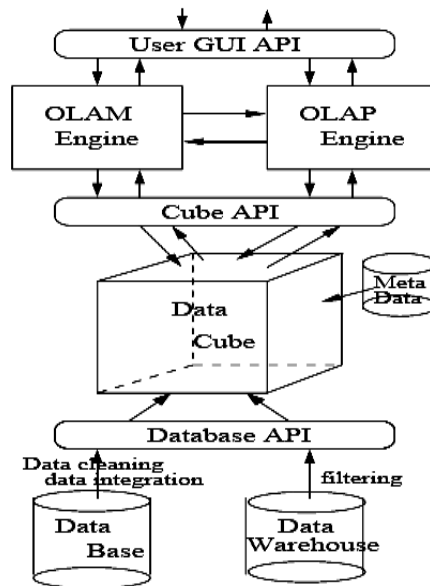 User GUI API
OLAM
Engine
OLAP
Engine
Cube API
Data
Cube
Meta
Data
Database API
Data cleaning
data integration
filtering
Data
Base
Data
Warehouse